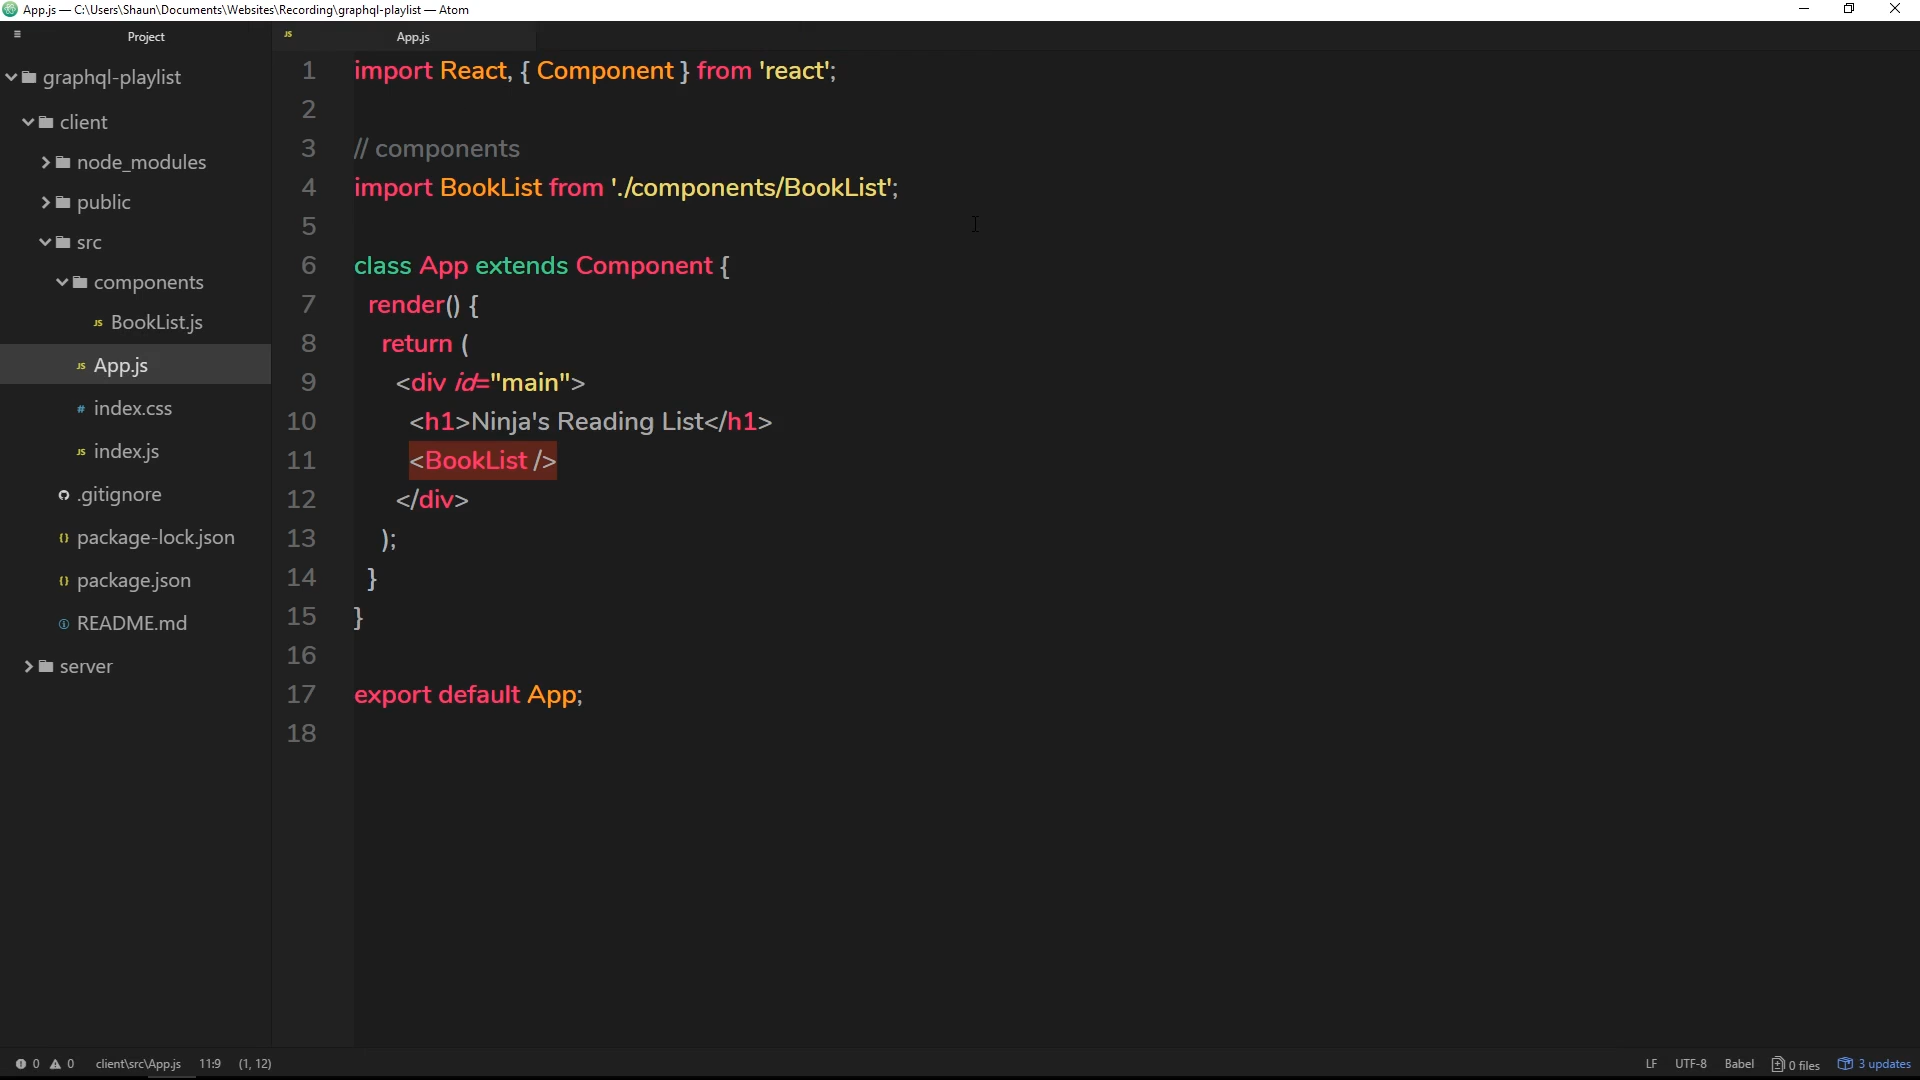 App.js — C:\Users\Shaun\Documents\Websites\Recording\graphql-playlist — Atom
Project
graphql-playlist
client
node_modules
public
src
components
BookList.js
App.js
index.css
index.js
.gitignore
package-lock.json
package.json
README.md
server
JS App.js
1 import React, { Component } from 'react';
2
3 // components
4 import BookList from './components/BookList';
5
6 class App extends Component {
7 render() {
8 return (
9 <div id="main">
10 <h1>Ninja's Reading List</h1>
11 <BookList />
12 </div>
13 );
14 }
15 }
16
17 export default App;
18
0 0 client\src\App.js 11:9 (1, 12)
LF UTF-8 Babel 0 files 3 updates